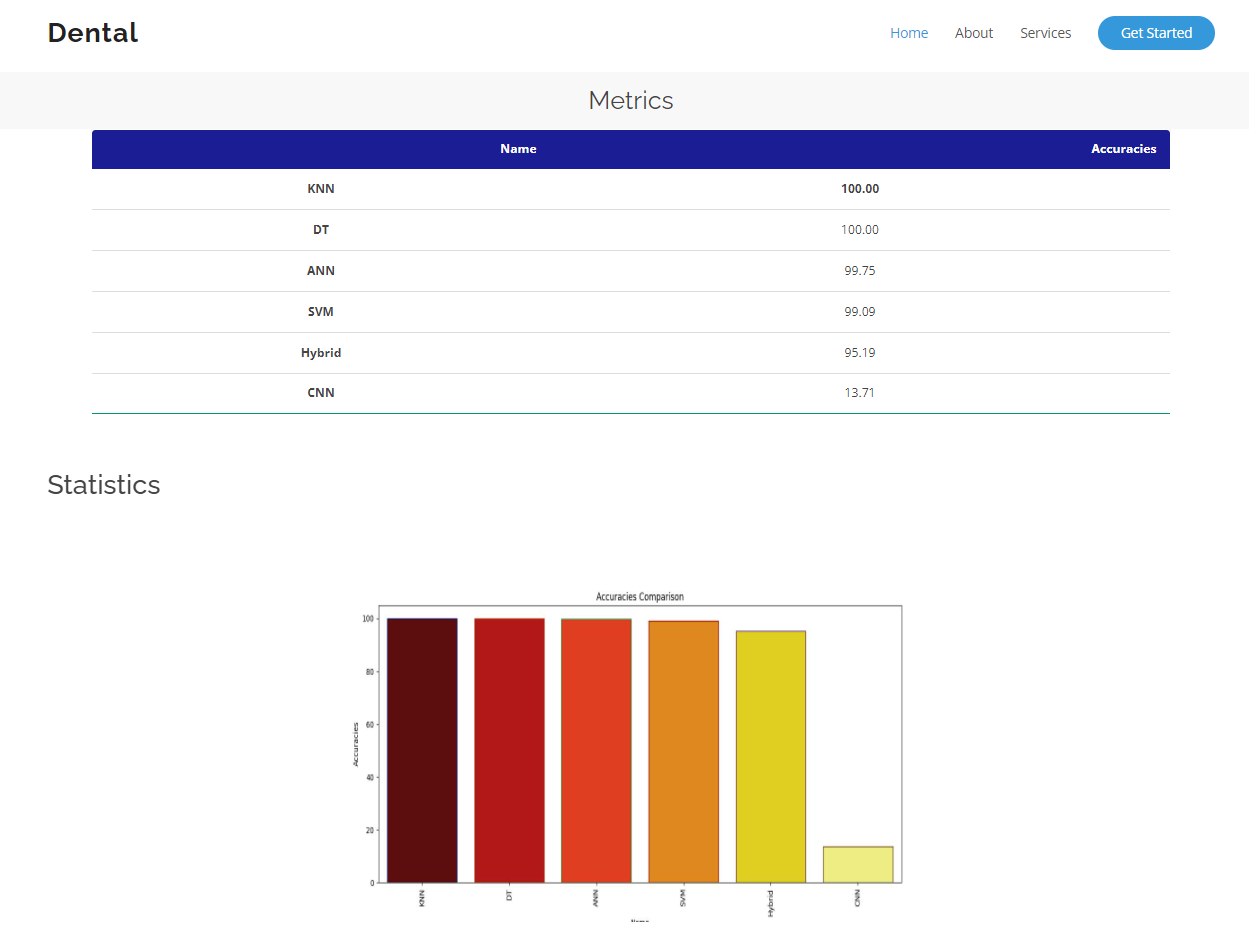 Dental
Home About Services Get Started
Metrics
Name Accuracies
KNN 100.00
DT 100.00
ANN 99.75
SVM 99.09
Hybrid 95.19
CNN 13.71
Statistics
Accuracies Comparison
100
80
60
40
20
0
Accuracies
KNN DT ANN SVM Hybrid CNN
Name